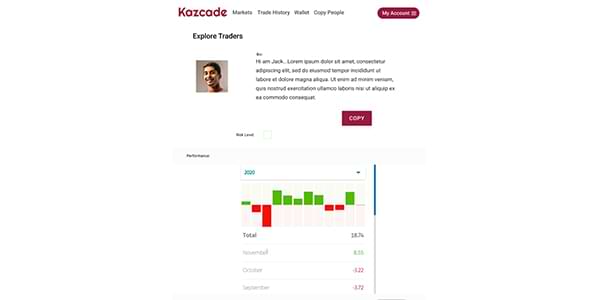 Kazcade Markets Trade History Wallet Copy People My Account
Explore Traders
Bio:
Hi am Jack.. Lorem ipsum dolor sit amet, consectetur
adipiscing elit, sed do eiusmod tempor incididunt ut
labore et dolore magna aliqua. Ut enim ad minim veniam,
quis nostrud exercitation ullamco laboris nisi ut aliquip ex
ea commodo consequat.
COPY
Risk Level
Performance:
2020
Total 18.74
November 8.55
October -3.22
September -3.72